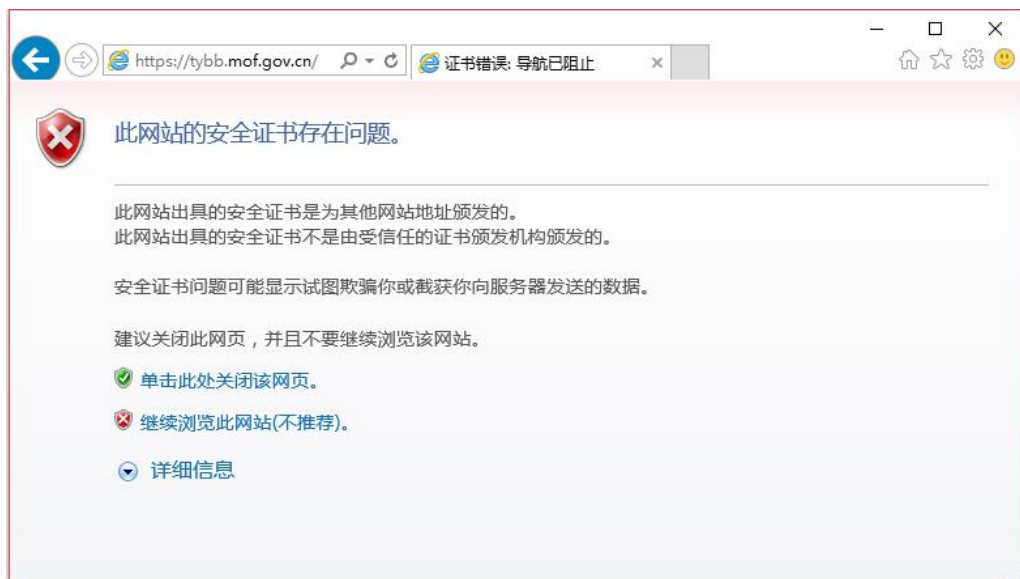 https://tybb.mof.gov.cn/
证书错误: 导航已阻止
此网站的安全证书存在问题。
此网站出具的安全证书是为其他网站地址颁发的。
此网站出具的安全证书不是由受信任的证书颁发机构颁发的。
安全证书问题可能显示试图欺骗你或截获你向服务器发送的数据。
建议关闭此网页，并且不要继续浏览该网站。
单击此处关闭该网页。
继续浏览此网站(不推荐)。
详细信息